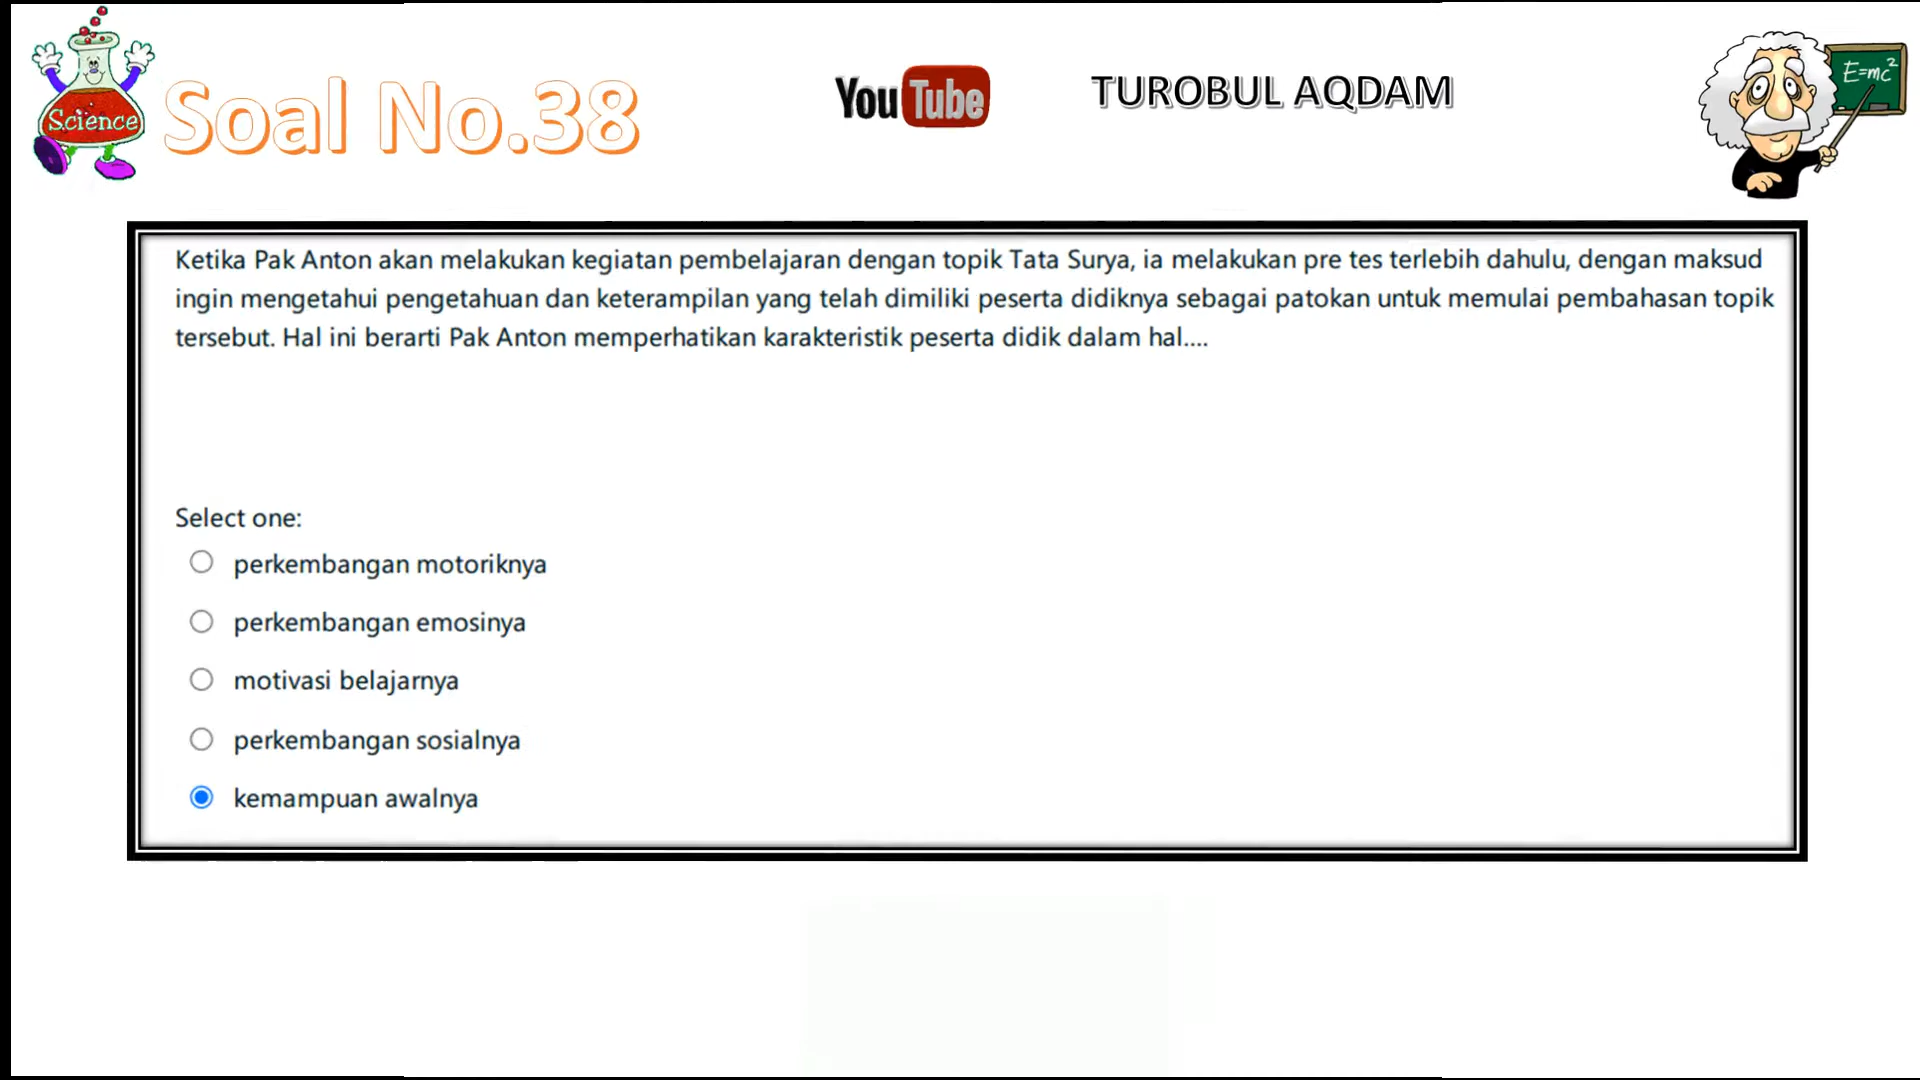 Science
Soal No.38
YouTube
TUROBUL AQDAM
E=mc²
Ketika Pak Anton akan melakukan kegiatan pembelajaran dengan topik Tata Surya, ia melakukan pre tes terlebih dahulu, dengan maksud
ingin mengetahui pengetahuan dan keterampilan yang telah dimiliki peserta didiknya sebagai patokan untuk memulai pembahasan topik
tersebut. Hal ini berarti Pak Anton memperhatikan karakteristik peserta didik dalam hal....
Select one:
perkembangan motoriknya
perkembangan emosinya
motivasi belajarnya
perkembangan sosialnya
kemampuan awalnya